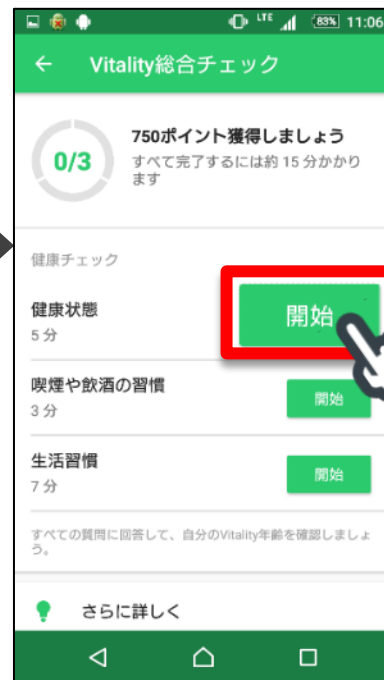 LTE 83% 11:06
Vitality総合チェック
750ポイント獲得しましょう
0/3
すべて完了するには約 15 分かかり
ます
健康チェック
健康状態
開始
5 分
喫煙や飲酒の習慣
開始
3 分
生活習慣
開始
7 分
すべての質問に回答して、自分のVitality年齢を確認しましょ
う。
さらに詳しく